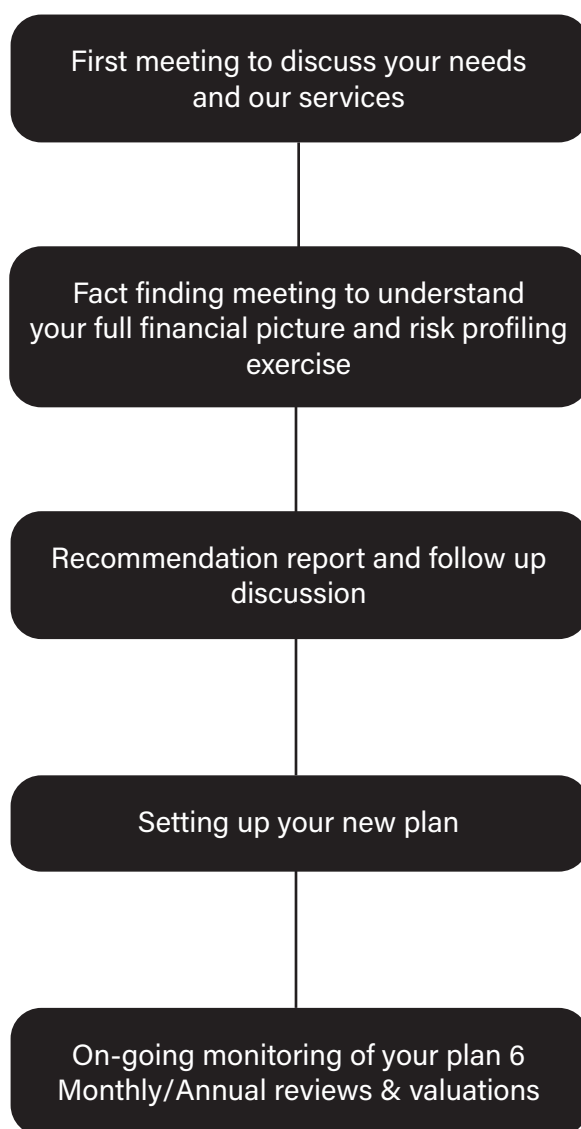 First meeting to discuss your needs
and our services
Fact finding meeting to understand
your full financial picture and risk profiling
exercise
Recommendation report and follow up
discussion
Setting up your new plan
On-going monitoring of your plan 6
Monthly/Annual reviews & valuations